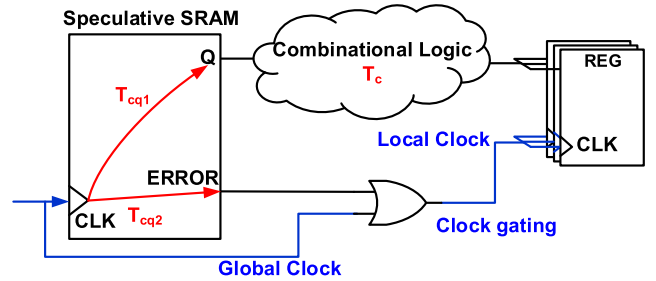 Speculative SRAM
Q
Combinational Logic
Tc
REG
Tcq1
Local Clock
CLK
ERROR
CLK
Tcq2
Clock gating
Global Clock